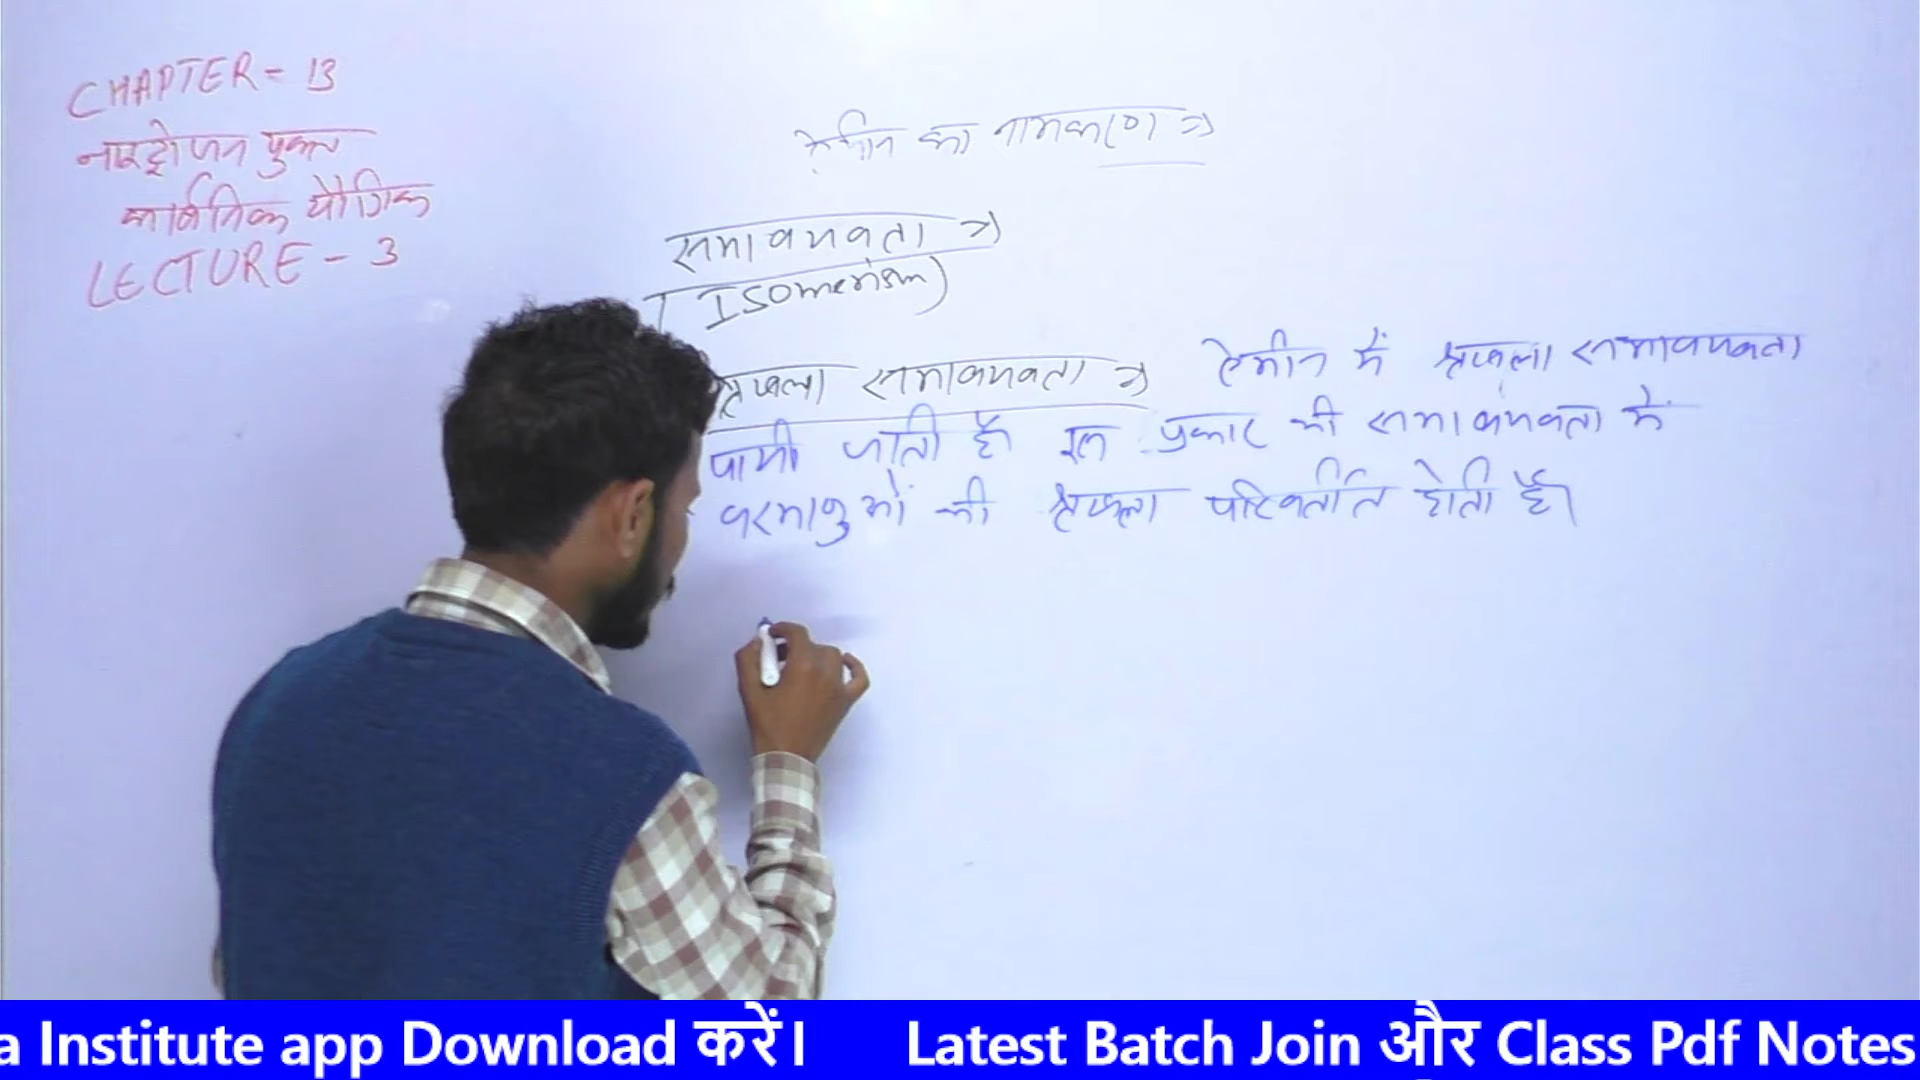 CHAPTER - 13
नाइट्रोजन युक्त
कार्बनिक यौगिक
LECTURE - 3
ऐमीन का नामकरण ⇒
समावयवता ⇒
( Isomerism)
श्रृंखला समावयवता ⇒ ऐमीन में श्रृंखला समावयवता
पायी जाती है इस प्रकार की समावयवता में
परमाणुओं की श्रृंखला परिवर्तित होती है।
a Institute app Download करें। Latest Batch Join और Class Pdf Notes